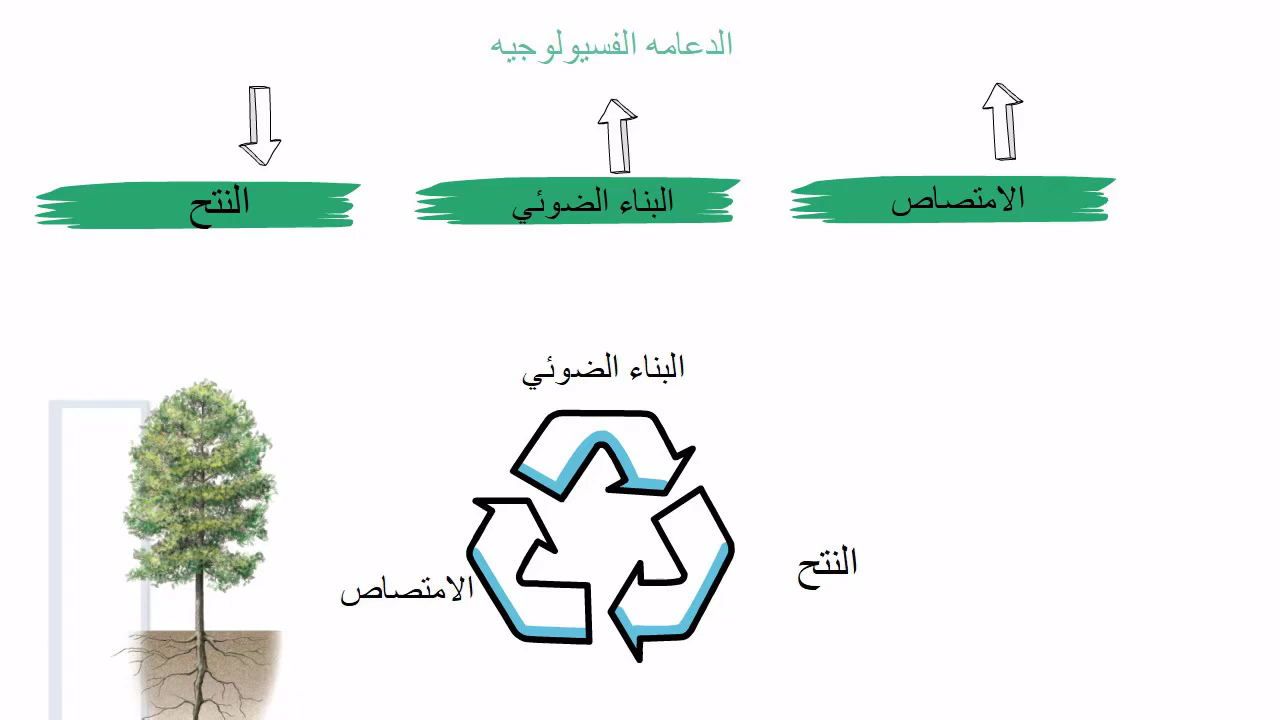 الدعامه الفسيولوجيه
الامتصاص
البناء الضوئي
النتح
البناء الضوئي
النتح
الامتصاص